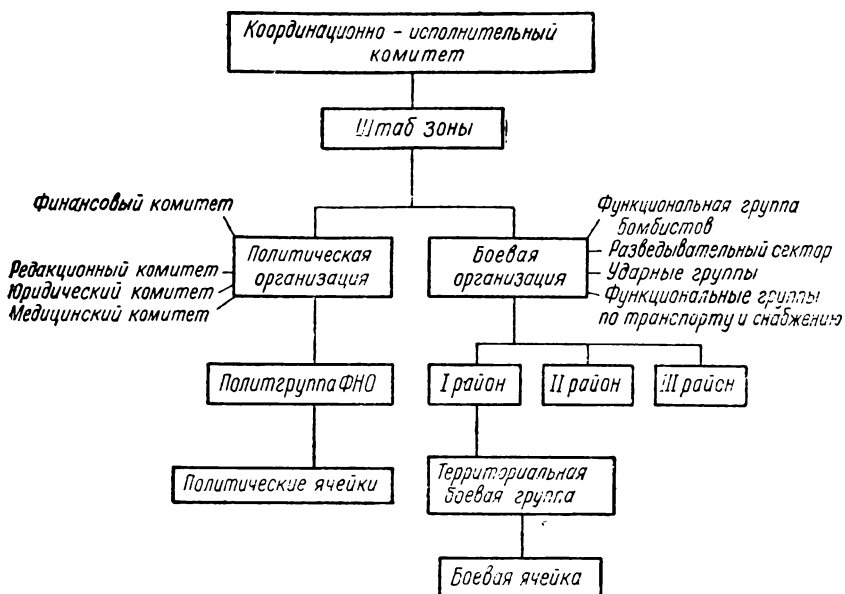 Координационно - исполнительный
комитет
Штаб зоны
Финансовый комитет
Редакционный комитет
Юридический комитет
Медицинский комитет
Политическая
организация
Боевая
организация
Функциональная группа
бомбистов
Разведывательный сектор
Ударные группы
Функциональные группы
по транспорту и снабжению
Политгруппа ФНО
I район
II район
III район
Политические ячейки
Территориальная
боевая группа
Боевая ячейка